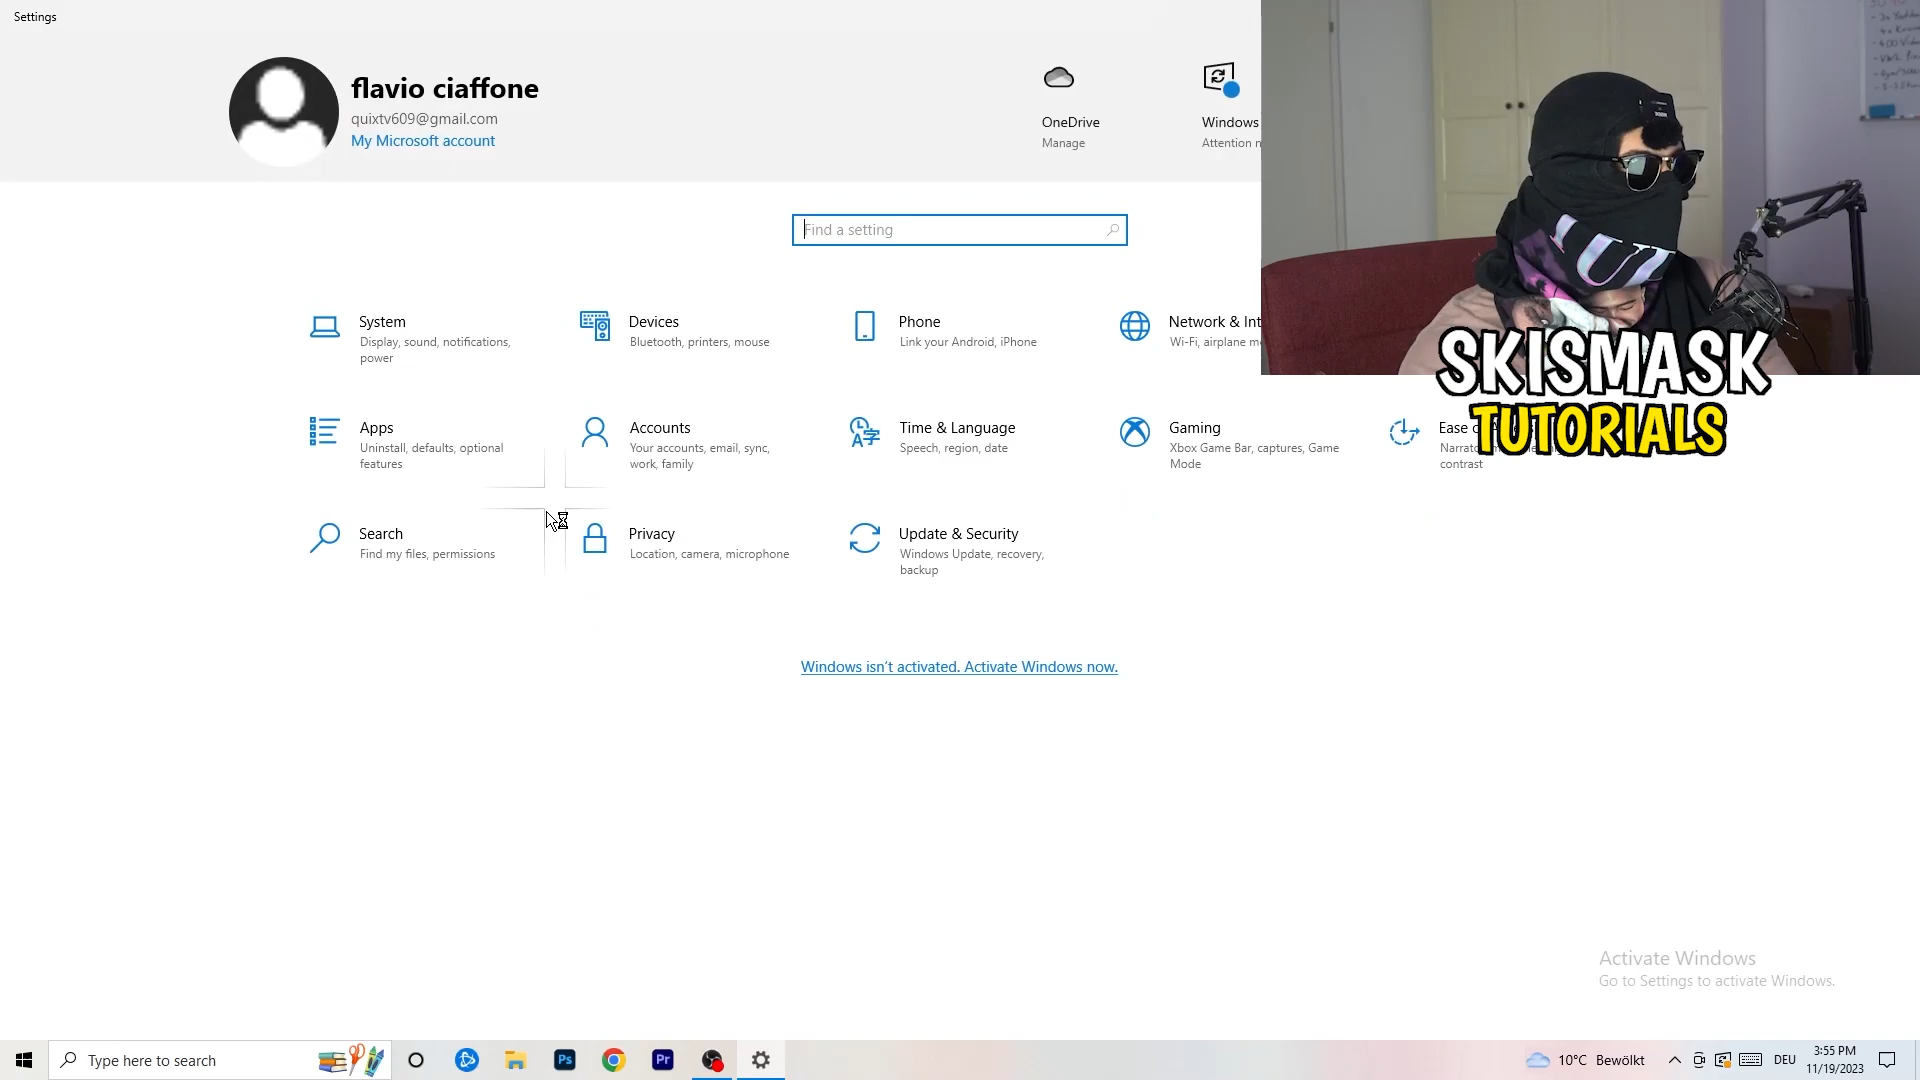 Settings
flavio ciaffone
quixtv609@gmail.com
My Microsoft account
OneDrive
Manage
Windows
Attention
Find a setting
System
Display, sound, notifications,
power
Devices
Bluetooth, printers, mouse
Phone
Link your Android, iPhone
Network & Int
Wi-Fi, airplane
SKISMASK
TUTORIALS
Apps
Uninstall, defaults, optional
features
Accounts
Your accounts, email, sync,
work, family
Time & Language
Speech, region, date
Gaming
Xbox Game Bar, captures, Game
Mode
Ease
Narrat
contrast
Search
Find my files, permissions
Privacy
Location, camera, microphone
Update & Security
Windows Update, recovery,
backup
Windows isn't activated. Activate Windows now.
Activate Windows
Go to Settings to activate Windows.
Type here to search
Ps
Pr
10°C Bewölkt
DEU
3:55 PM
11/19/2023